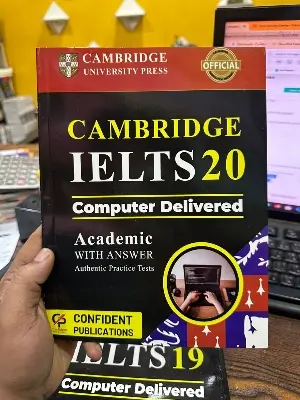 CAMBRIDGE
UNIVERSITY PRESS
OFFICIAL
CAMBRIDGE
IELTS 20
Computer Delivered
Academic
WITH ANSWER
Authentic Practice Tests
CONFIDENT
PUBLICATIONS
IELTS 19
Computer Delivered